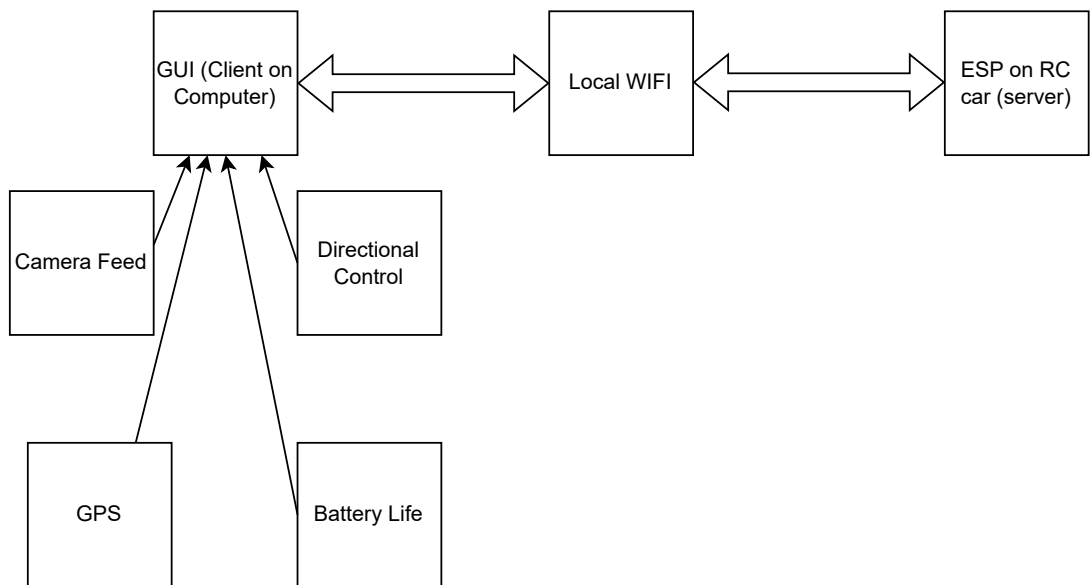 GUI (Client on
Computer)
Local WIFI
ESP on RC
car (server)
Camera Feed
Directional
Control
GPS
Battery Life